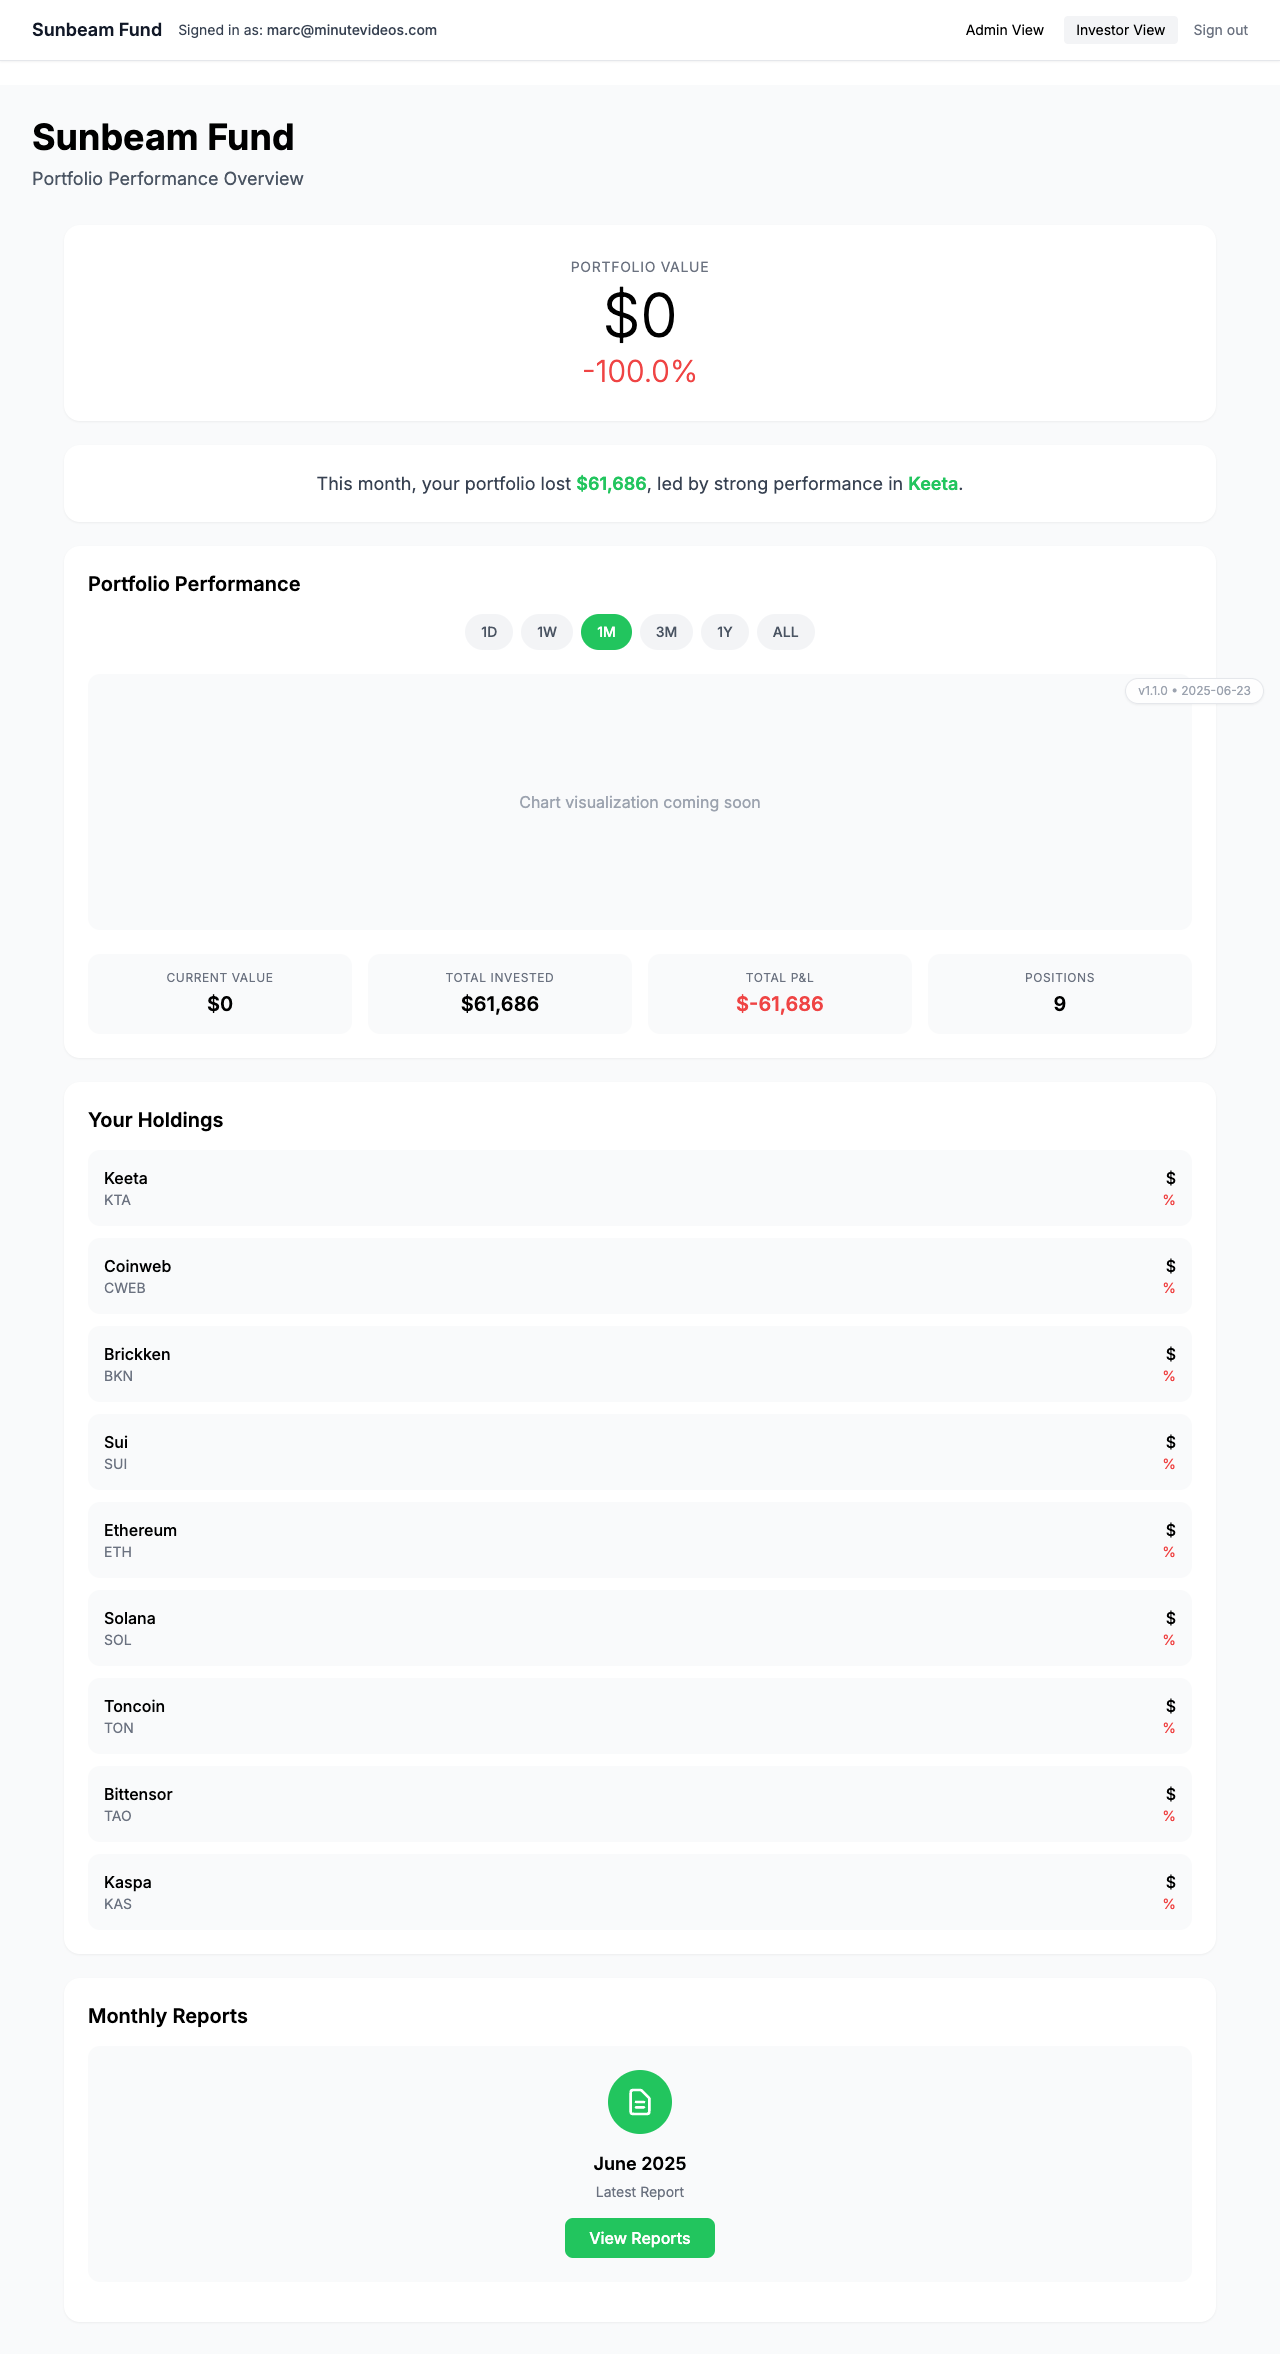 Sunbeam Fund Signed in as: marc@minutevideos.com Admin View Investor View Sign out
Sunbeam Fund
Portfolio Performance Overview
PORTFOLIO VALUE
$0
-100.0%
This month, your portfolio lost $61,686, led by strong performance in Keeta.
Portfolio Performance
1D 1W 1M 3M 1Y ALL
v1.1.0 • 2025-06-23
Chart visualization coming soon
CURRENT VALUE TOTAL INVESTED TOTAL P&L POSITIONS
$0 $61,686 $-61,686 9
Your Holdings
Keeta $
KTA %
Coinweb $
CWEB %
Brickken $
BKN %
Sui $
SUI %
Ethereum $
ETH %
Solana $
SOL %
Toncoin $
TON %
Bittensor $
TAO %
Kaspa $
KAS %
Monthly Reports
June 2025
Latest Report
View Reports